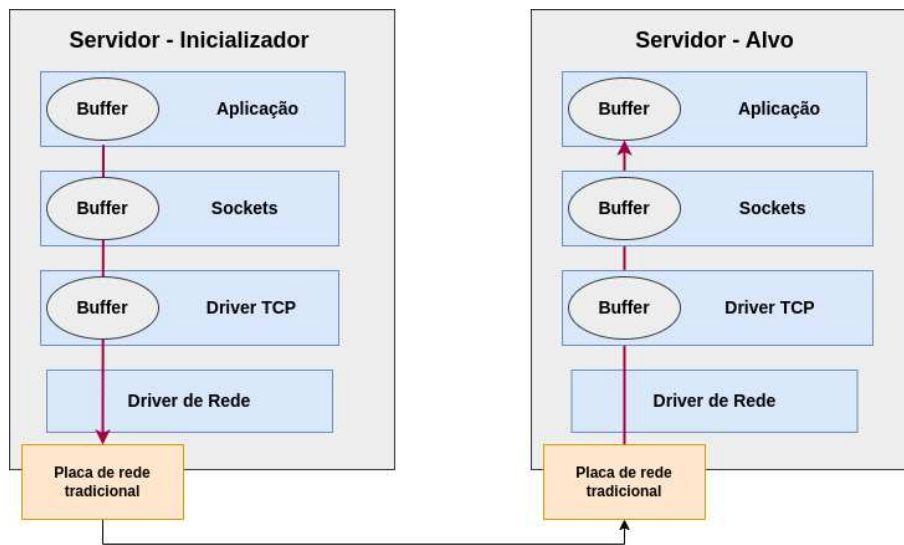 Servidor - Inicializador
Buffer
Aplicação
Buffer
Sockets
Buffer
Driver TCP
Driver de Rede
Placa de rede
tradicional
Servidor - Alvo
Buffer
Aplicação
Buffer
Sockets
Buffer
Driver TCP
Driver de Rede
Placa de rede
tradicional